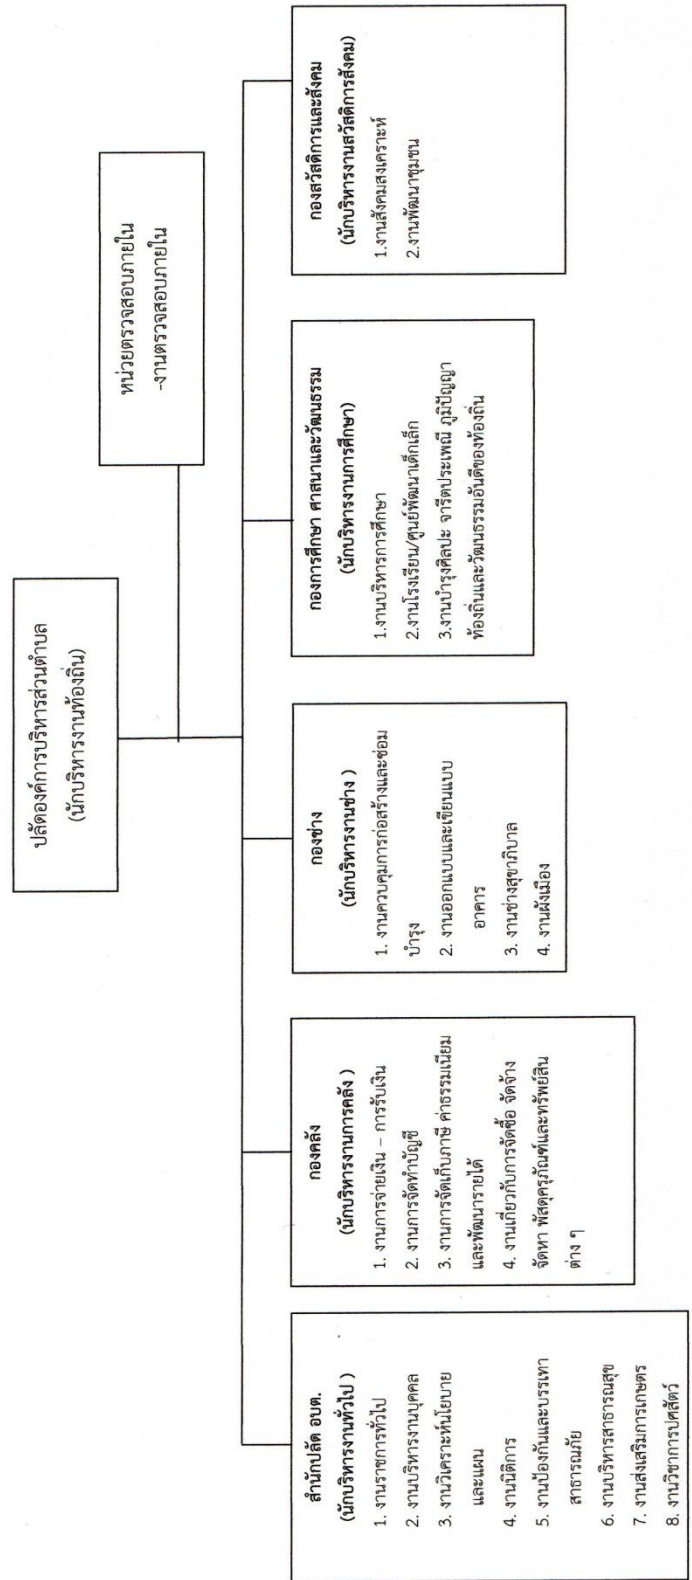 ปลัดองค์การบริหารส่วนตำบล
(นักบริหารงานท้องถิ่น)
หน่วยตรวจสอบภายใน
-งานตรวจสอบภายใน
สำนักปลัด อบต.
(นักบริหารงานทั่วไป )
1. งานราชการทั่วไป
2. งานบริหารงานบุคคล
3. งานวิเคราะห์นโยบาย
และแผน
4. งานนิติการ
5. งานป้องกันและบรรเทา
สาธารณภัย
6. งานบริหารสาธารณสุข
7. งานส่งเสริมการเกษตร
8. งานวิชาการปศุสัตว์
กองคลัง
(นักบริหารงานการคลัง )
1. งานการจ่ายเงิน – การรับเงิน
2. งานการจัดทำบัญชี
3. งานการจัดเก็บภาษี ค่าธรรมเนียม
และพัฒนารายได้
4. งานเกี่ยวกับการจัดซื้อ จัดจ้าง
จัดหา พัสดุครุภัณฑ์และทรัพย์สิน
ต่าง ๆ
กองช่าง
(นักบริหารงานช่าง )
1. งานควบคุมการก่อสร้างและซ่อม
บำรุง
2. งานออกแบบและเขียนแบบ
อาคาร
3. งานช่างสุขาภิบาล
4. งานผังเมือง
กองการศึกษา ศาสนาและวัฒนธรรม
(นักบริหารงานการศึกษา)
1.งานบริหารการศึกษา
2.งานโรงเรียน/ศูนย์พัฒนาเด็กเล็ก
3.งานบำรุงศิลปะ จารีตประเพณี ภูมิปัญญา
ท้องถิ่นและวัฒนธรรมอันดีของท้องถิ่น
กองสวัสดิการและสังคม
(นักบริหารงานสวัสดิการสังคม)
1.งานสังคมสงเคราะห์
2.งานพัฒนาชุมชน